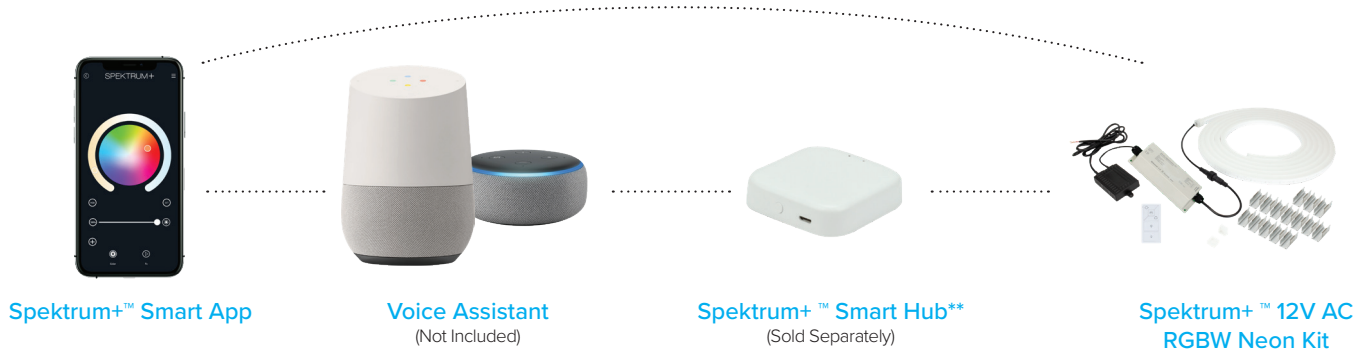 SPEKTRUM+
Spektrum+™ Smart App
Voice Assistant
(Not Included)
Spektrum+ ™ Smart Hub**
(Sold Separately)
Spektrum+ ™ 12V AC
RGBW Neon Kit